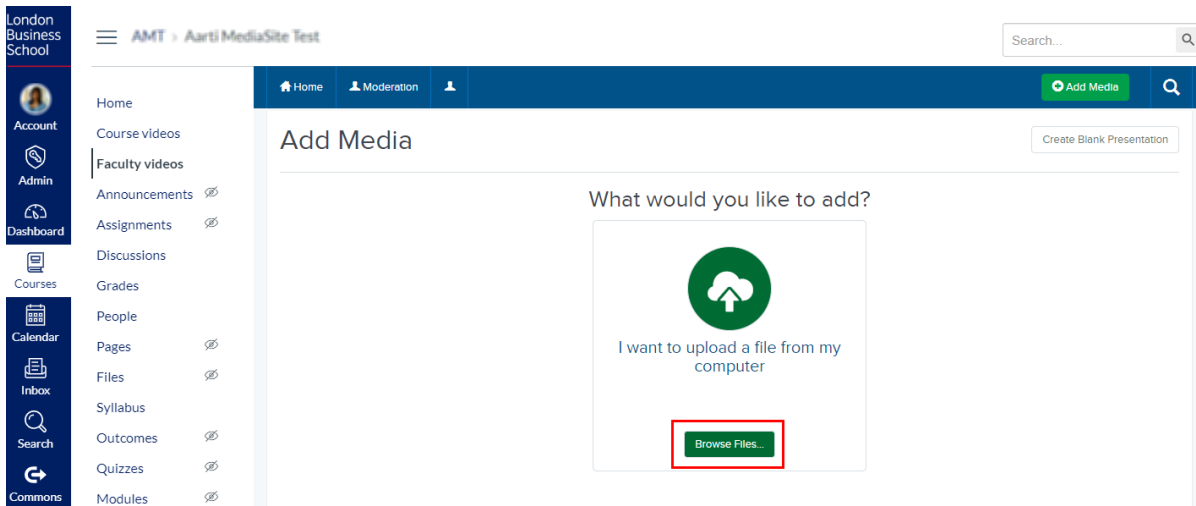 London
Business
School
AMT > Aarti MediaSite Test
Search...
Account
Admin
Dashboard
Courses
Calendar
Inbox
Search
Commons
Home
Course videos
Faculty videos
Announcements
Assignments
Discussions
Grades
People
Pages
Files
Syllabus
Outcomes
Quizzes
Modules
Home Moderation
Add Media
Add Media
Create Blank Presentation
What would you like to add?
I want to upload a file from my
computer
Browse Files...